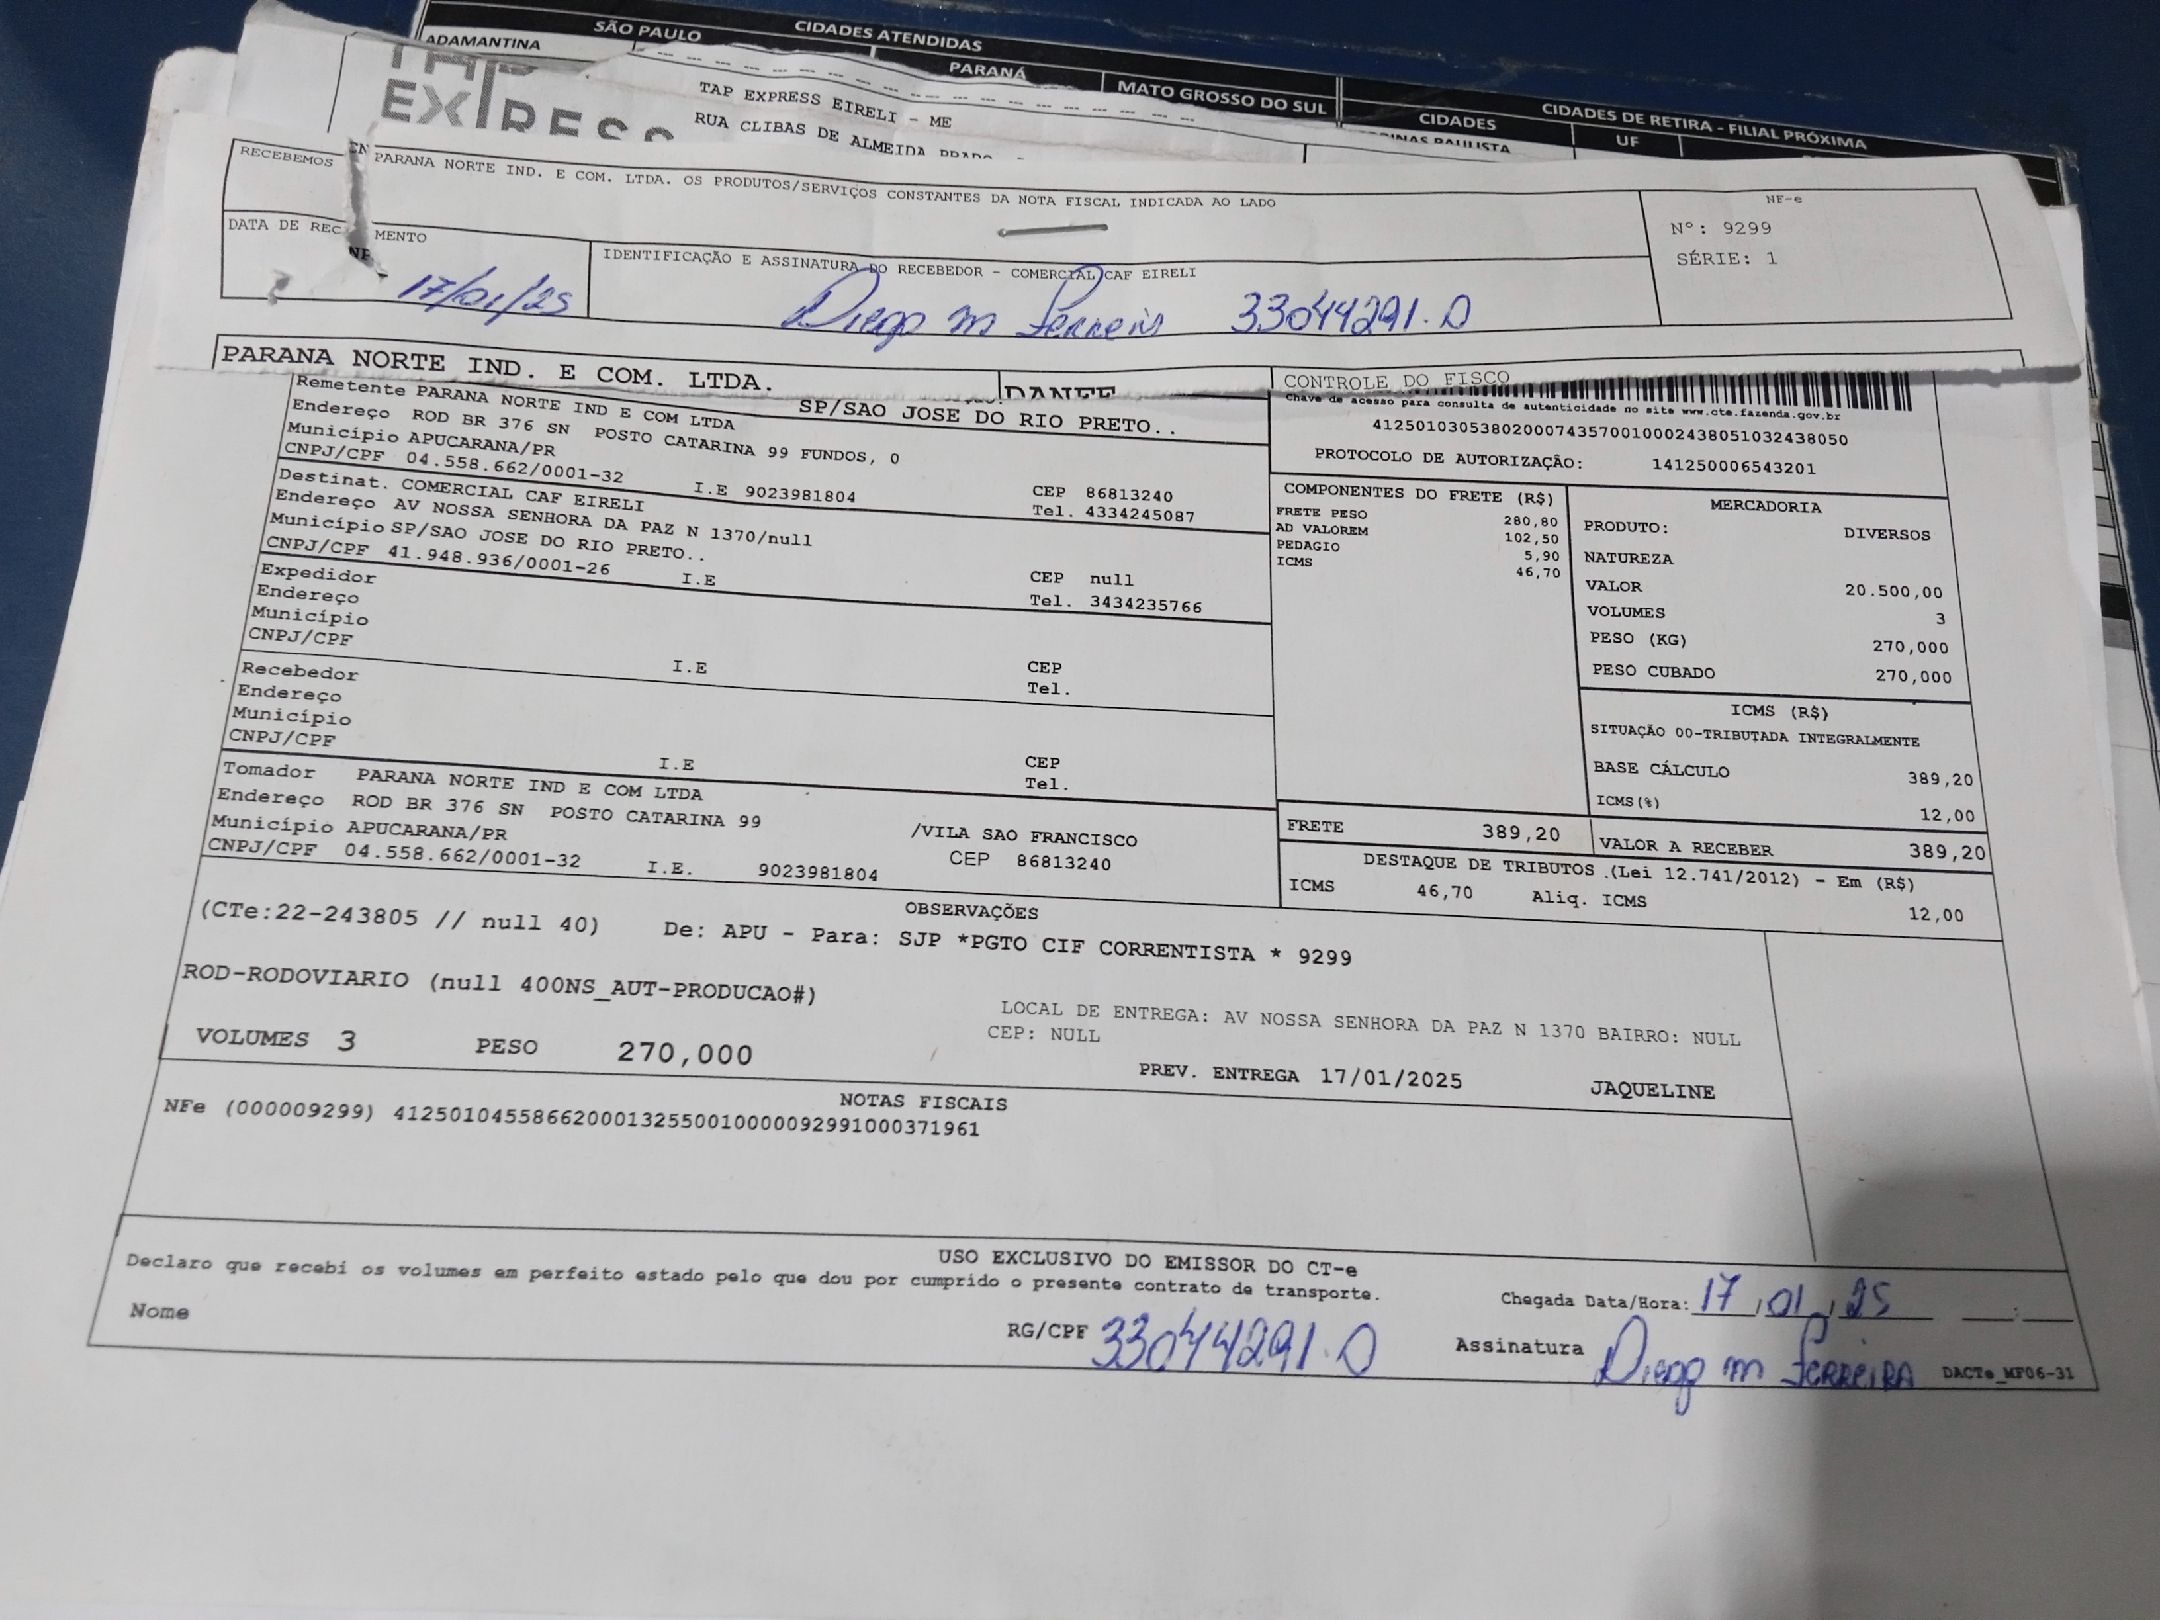 SÃO PAULO
CIDADES ATENDIDAS
ADAMANTINA
PARANÁ
MATO GROSSO DO SUL
CIDADES DE RETIRA - FILIAL PRÓXIMA
CIDADES
UF
EXPRESS
TAP EXPRESS EIRELI - ME
RUA CLIBAS DE ALMEIDA PRADO
RECEBEMOS
PARANA NORTE IND. E COM. LTDA. OS PRODUTOS/SERVIÇOS CONSTANTES DA NOTA FISCAL INDICADA AO LADO
NF-e
Nº: 9299
SÉRIE: 1
DATA DE REC MENTO
17/01/25
IDENTIFICAÇÃO E ASSINATURA DO RECEBEDOR - COMERCIAL CAF EIRELI
Diego m Ferreira 33044291.0
PARANA NORTE IND. E COM. LTDA.
DANFE
CONTROLE DO FISCO
SP/SAO JOSE DO RIO PRETO..
Chave de acesso para consulta de autenticidade no site www.cte.fazenda.gov.br
41250103053802000743570010002438051032438050
PROTOCOLO DE AUTORIZAÇÃO: 141250006543201
Remetente PARANA NORTE IND E COM LTDA
Endereço ROD BR 376 SN POSTO CATARINA 99 FUNDOS, 0
Município APUCARANA/PR
CNPJ/CPF 04.558.662/0001-32 I.E 9023981804
CEP 86813240
Tel. 4334245087
Destinat. COMERCIAL CAF EIRELI
Endereço AV NOSSA SENHORA DA PAZ N 1370/null
Município SP/SAO JOSE DO RIO PRETO..
CNPJ/CPF 41.948.936/0001-26 I.E
CEP null
Tel. 3434235766
Expedidor
Endereço
Município
CNPJ/CPF I.E
CEP
Tel.
Recebedor
Endereço
Município
CNPJ/CPF I.E
CEP
Tel.
Tomador PARANA NORTE IND E COM LTDA
Endereço ROD BR 376 SN POSTO CATARINA 99 /VILA SAO FRANCISCO
Município APUCARANA/PR CEP 86813240
CNPJ/CPF 04.558.662/0001-32 I.E. 9023981804
COMPONENTES DO FRETE (R$)
FRETE PESO 280,80
AD VALOREM 102,50
PEDAGIO 5,90
ICMS 46,70
MERCADORIA
PRODUTO: DIVERSOS
NATUREZA
VALOR 20.500,00
VOLUMES 3
PESO (KG) 270,000
PESO CUBADO 270,000
ICMS (R$)
SITUAÇÃO 00-TRIBUTADA INTEGRALMENTE
BASE CÁLCULO 389,20
ICMS(%) 12,00
FRETE 389,20
VALOR A RECEBER 389,20
DESTAQUE DE TRIBUTOS .(Lei 12.741/2012) - Em (R$)
ICMS 46,70 Aliq. ICMS 12,00
OBSERVAÇÕES
(CTe:22-243805 // null 40) De: APU - Para: SJP *PGTO CIF CORRENTISTA * 9299
ROD-RODOVIARIO (null 400NS_AUT-PRODUCAO#)
LOCAL DE ENTREGA: AV NOSSA SENHORA DA PAZ N 1370 BAIRRO: NULL
CEP: NULL
VOLUMES 3 PESO 270,000
PREV. ENTREGA 17/01/2025 JAQUELINE
NOTAS FISCAIS
NFe (000009299) 41250104558662000132550010000092991000371961
USO EXCLUSIVO DO EMISSOR DO CT-e
Declaro que recebi os volumes em perfeito estado pelo que dou por cumprido o presente contrato de transporte.
Chegada Data/Hora: 17/01/25
Nome
RG/CPF 33044291.0
Assinatura Diego m Ferreira
DACTe_MF06-31